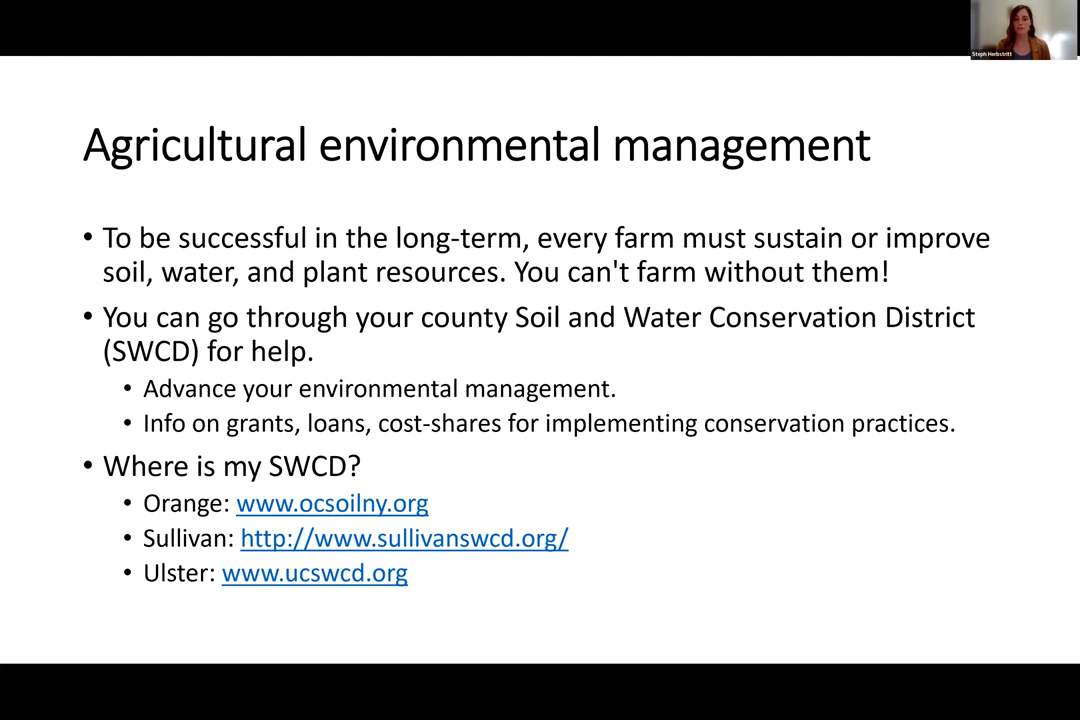 Steph Herbstritt
Agricultural environmental management
• To be successful in the long-term, every farm must sustain or improve
soil, water, and plant resources. You can't farm without them!
• You can go through your county Soil and Water Conservation District
(SWCD) for help.
• Advance your environmental management.
• Info on grants, loans, cost-shares for implementing conservation practices.
• Where is my SWCD?
• Orange: www.ocsoilny.org
• Sullivan: http://www.sullivanswcd.org/
• Ulster: www.ucswcd.org